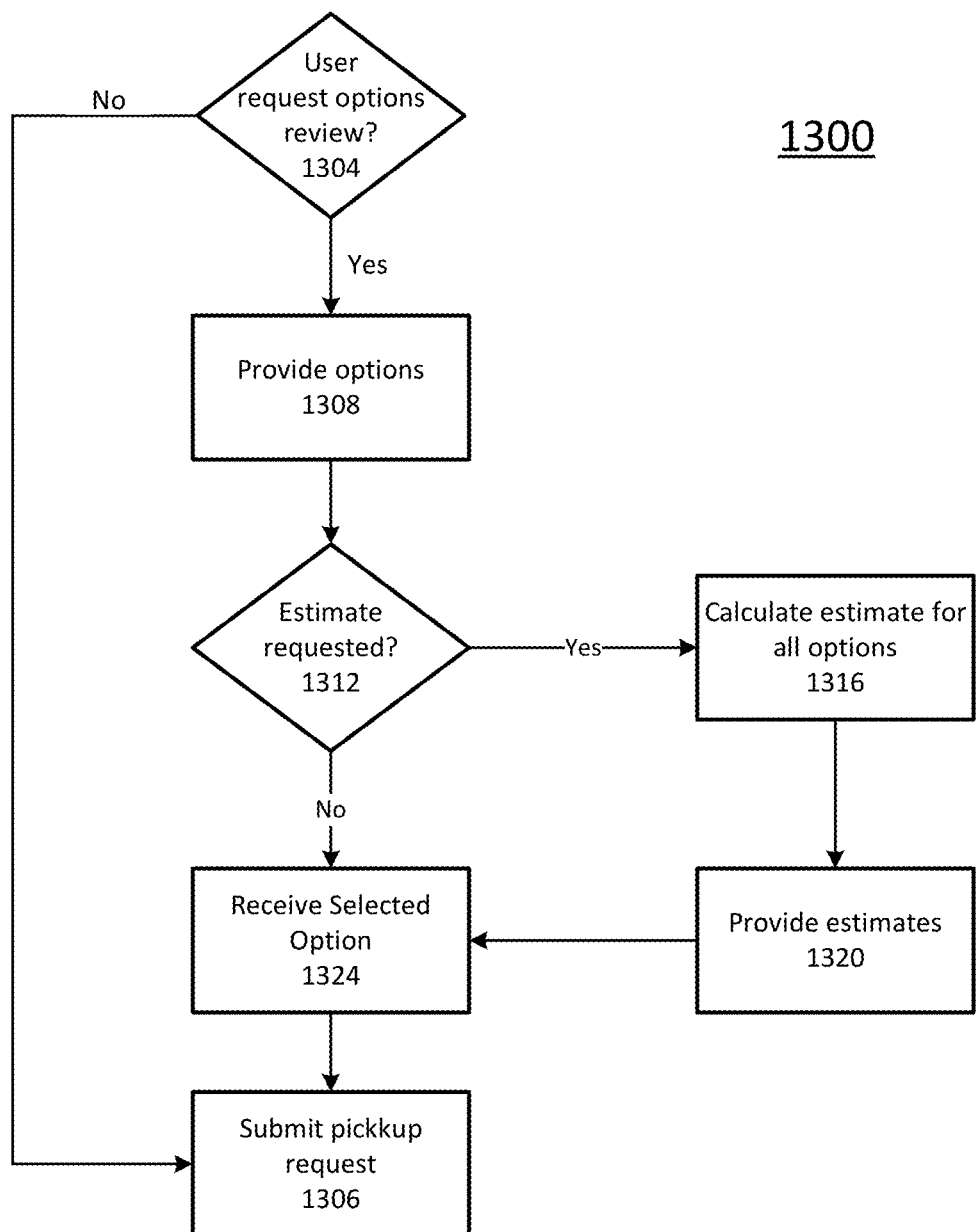 User
request options
review?
1304
No
1300
Yes
Provide options
1308
Estimate
requested?
1312
Yes
Calculate estimate for
all options
1316
No
Receive Selected
Option
1324
Provide estimates
1320
Submit pickkup
request
1306